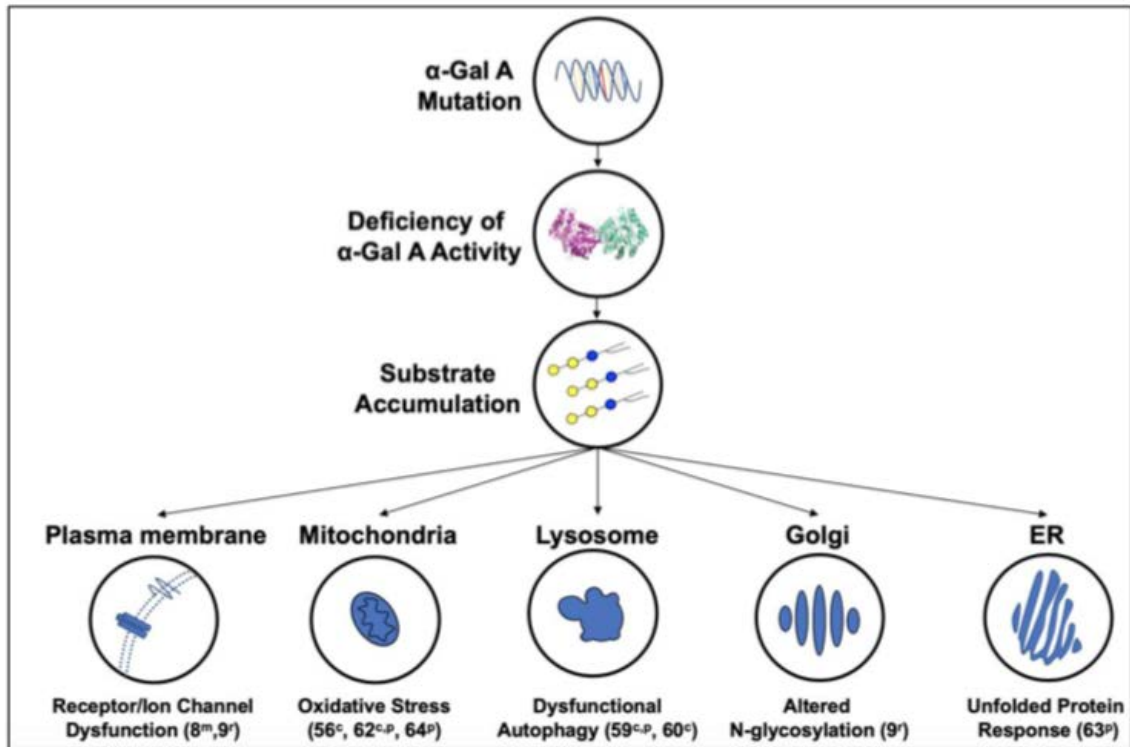 α-Gal A
Mutation
Deficiency of
α-Gal A Activity
Substrate
Accumulation
Plasma membrane
Mitochondria
Lysosome
Golgi
ER
Receptor/Ion Channel
Dysfunction (8ᵐ,9ʳ)
Oxidative Stress
(56ᶜ, 62ᶜ,ᵖ, 64ᵖ)
Dysfunctional
Autophagy (59ᶜ,ᵖ, 60ᶜ)
Altered
N-glycosylation (9ʳ)
Unfolded Protein
Response (63ᵖ)